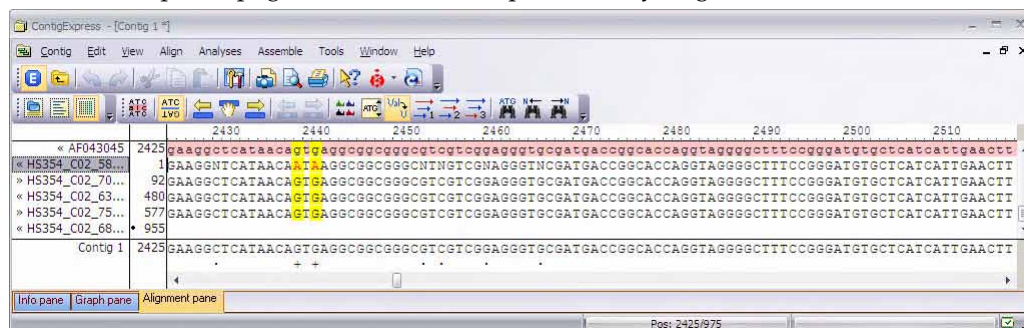 ContigExpress - [Contig 1 *]
Contig Edit View Align Analyses Assemble Tools Window Help
2430 2440 2450 2460 2470 2480 2490 2500 2510
« AF043045 2425 gaaggctcataacagtgaggcggcgggcgtcgtcggagggtgcgatgaccggcaccaggtaggggctttccgggatgtgctcatcattgaactt
« HS354_C02_58... 1 GAAGGNTCATAACAATAAGGCGGCGGGCNTNGTCGNAGGGTNCGATGACCGGCACCAGGTAGGGGCTTTCCGGGATGTGCTCATCATTGAACTT
» HS354_C02_70... 92 GAAGGCTCATAACAGTGAGGCGGCGGGCGTCGTCGGAGGGTGCGATGACCGGCACCAGGTAGGGGCTTTCCGGGATGTGCTCATCATTGAACTT
« HS354_C02_63... 480 GAAGGCTCATAACAGTGAGGCGGCGGGCGTCGTCGGAGGGTGCGATGACCGGCACCAGGTAGGGGCTTTCCGGGATGTGCTCATCATTGAACTT
» HS354_C02_75... 577 GAAGGCTCATAACAGTGAGGCGGCGGGCGTCGTCGGAGGGTGCGATGACCGGCACCAGGTAGGGGCTTTCCGGGATGTGCTCATCATTGAACTT
« HS354_C02_68... • 955
Contig 1 2425 GAAGGCTCATAACAGTGAGGCGGCGGGCGTCGTCGGAGGGTGCGATGACCGGCACCAGGTAGGGGCTTTCCGGGATGTGCTCATCATTGAACTT
. + + . . . .
Info pane Graph pane Alignment pane
Pos: 2425/975